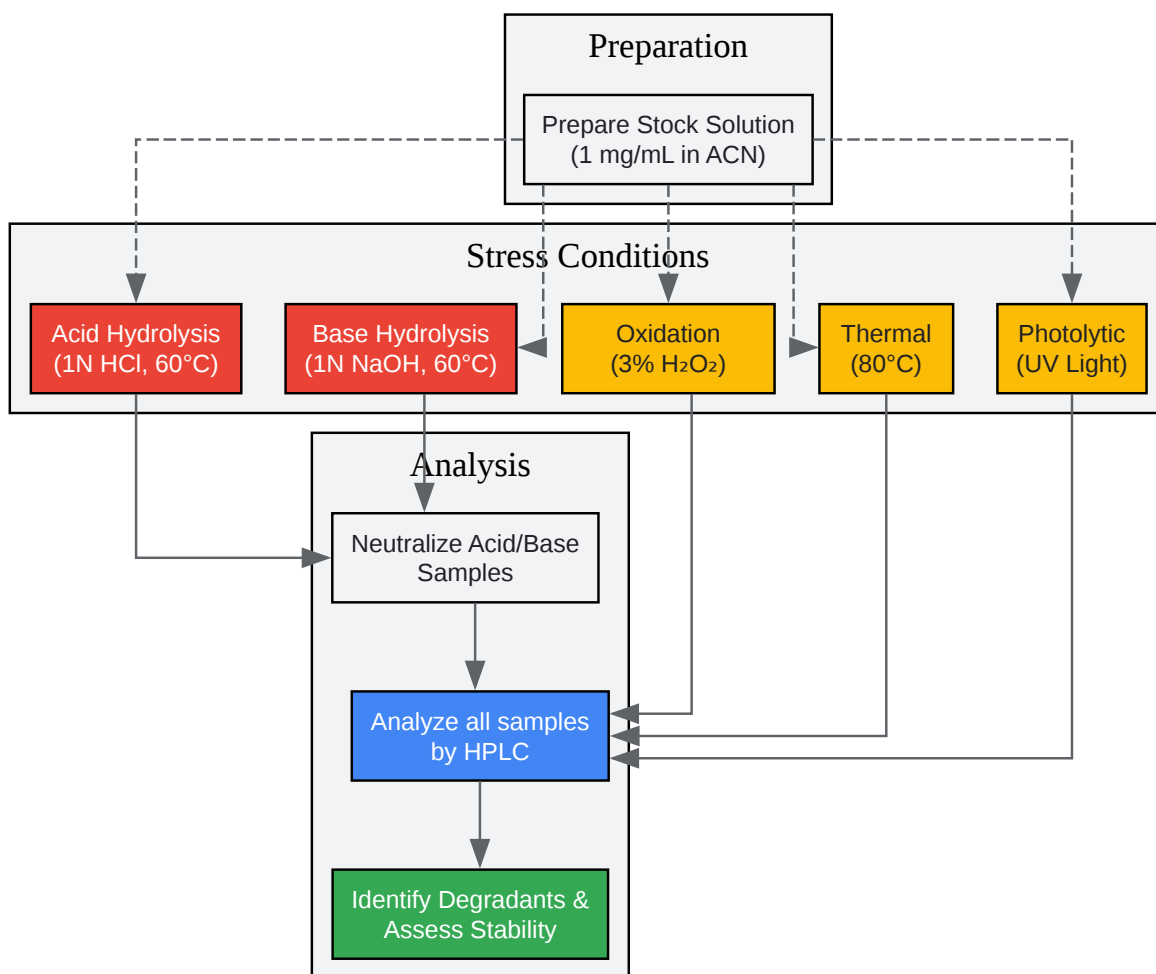 Preparation
Prepare Stock Solution
(1 mg/mL in ACN)
Stress Conditions
Acid Hydrolysis
(1N HCl, 60°C)
Base Hydrolysis
(1N NaOH, 60°C)
Oxidation
(3% H₂O₂)
Thermal
(80°C)
Photolytic
(UV Light)
Analysis
Neutralize Acid/Base
Samples
Analyze all samples
by HPLC
Identify Degradants &
Assess Stability